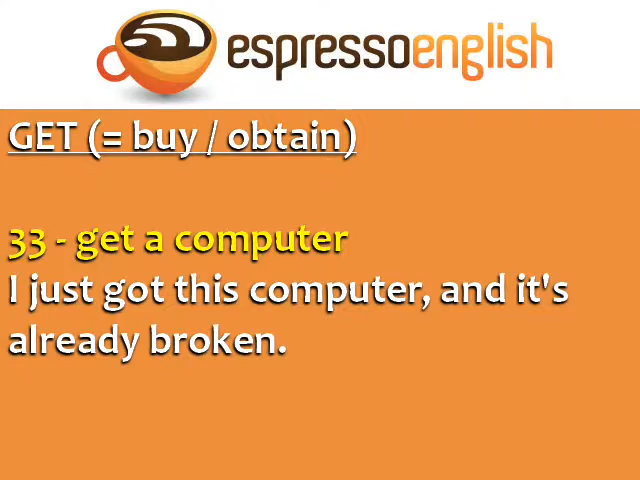 espressoenglish
GET (= buy / obtain)
33 - get a computer
I just got this computer, and it's
already broken.